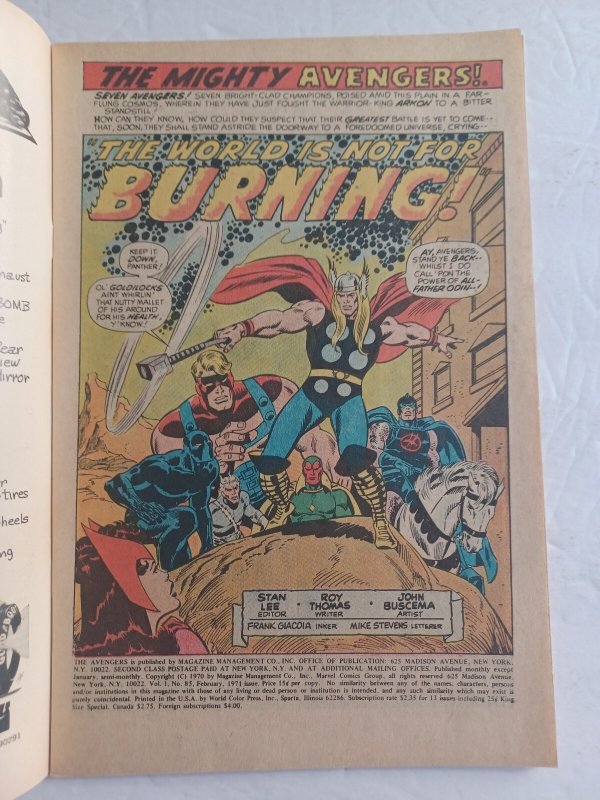 THE MIGHTY AVENGERS!
SEVEN AVENGERS! SEVEN BRIGHT-CLAD CHAMPIONS, POISED AMID THIS PLAIN IN A FAR-
FLUNG COSMOS, WHEREIN THEY HAVE JUST FOUGHT THE WARRIOR-KING ARKON TO A BITTER
STANDSTILL!
HOW CAN THEY KNOW, HOW COULD THEY SUSPECT THAT THEIR GREATEST BATTLE IS YET TO COME--
THAT, SOON, THEY SHALL STAND ASTRIDE THE DOORWAY TO A FOREDOOMED UNIVERSE, CRYING--
"THE WORLD IS NOT FOR
BURNING!"
KEEP IT
DOWN,
PANTHER!
OL' GOLDILOCKS
AIN'T WHIRLIN'
THAT NUTTY MALLET
OF HIS AROUND
FOR HIS HEALTH,
Y'KNOW!
AY, AVENGERS,
STAND YE BACK--
WHILST I DO
CALL 'PON THE
POWER OF ALL-
FATHER ODIN--!
STAN
LEE
EDITOR
•
ROY
THOMAS
WRITER
•
JOHN
BUSCEMA
ARTIST
FRANK GIACOIA INKER
MIKE STEVENS LETTERER
THE AVENGERS is published by MAGAZINE MANAGEMENT CO., INC. OFFICE OF PUBLICATION: 625 MADISON AVENUE, NEW YORK,
N.Y. 10022. SECOND CLASS POSTAGE PAID AT NEW YORK, N.Y. AND AT ADDITIONAL MAILING OFFICES. Published monthly except
January, semi-monthly. Copyright (C) 1970 by Magazine Management Co., Inc., Marvel Comics Group. all rights reserved 625 Madison Avenue,
New York, N.Y. 10022. Vol. 1, No. 85, February, 1971 issue. Price 15¢ per copy. No similarity between any of the names, characters, persons
and/or institutions in this magazine with those of any living or dead person or institution is intended, and any such similarity which may exist is
purely coincidental. Printed in the U.S.A. by World Color Press, Inc., Sparta, Illinois 62286. Subscription rate $2.35 for 13 issues including 25¢ King
Size Special. Canada $2.75. Foreign subscriptions $4.00.
haust
BOMB
Rear
iew
Mirror
r
tires
heels
ng